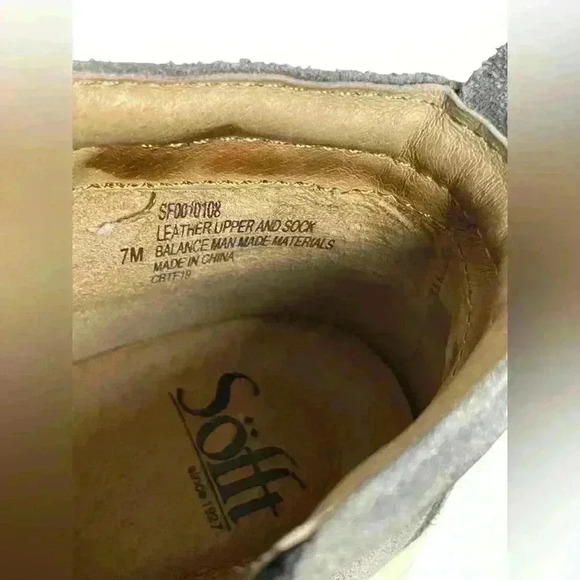 SF0010108
LEATHER UPPER AND SOCK
7M BALANCE MAN MADE MATERIALS
MADE IN CHINA
CBTF19
Söfft
since 1927